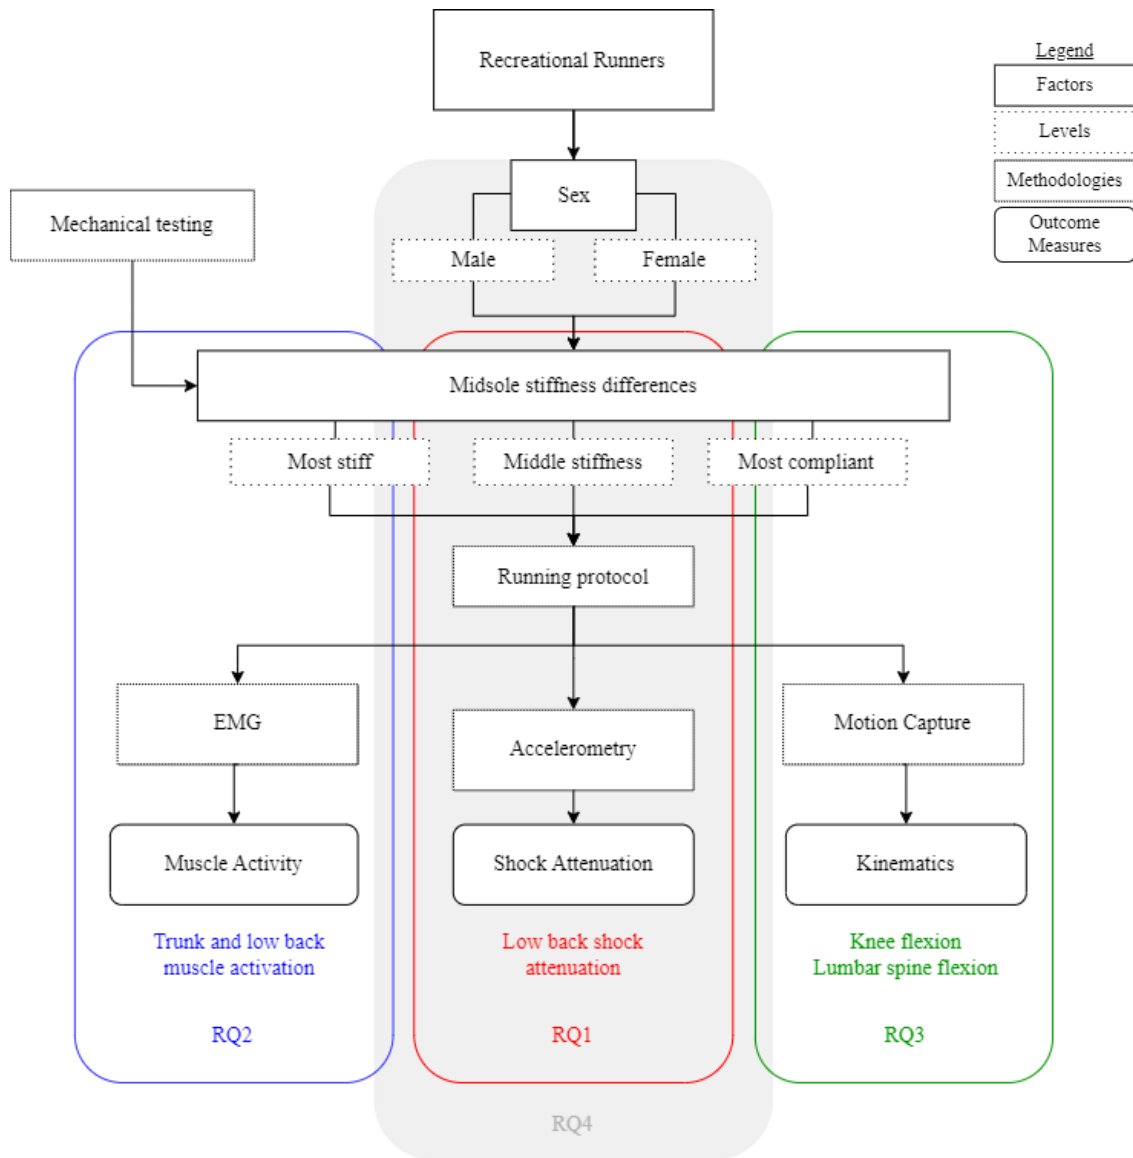 Recreational Runners
Legend
Factors
Levels
Methodologies
Outcome
Measures
Sex
Mechanical testing
Male
Female
Midsole stiffness differences
Most stiff
Middle stiffness
Most compliant
Running protocol
EMG
Accelerometry
Motion Capture
Muscle Activity
Shock Attenuation
Kinematics
Trunk and low back
muscle activation
Low back shock
attenuation
Knee flexion
Lumbar spine flexion
RQ2
RQ1
RQ3
RQ4